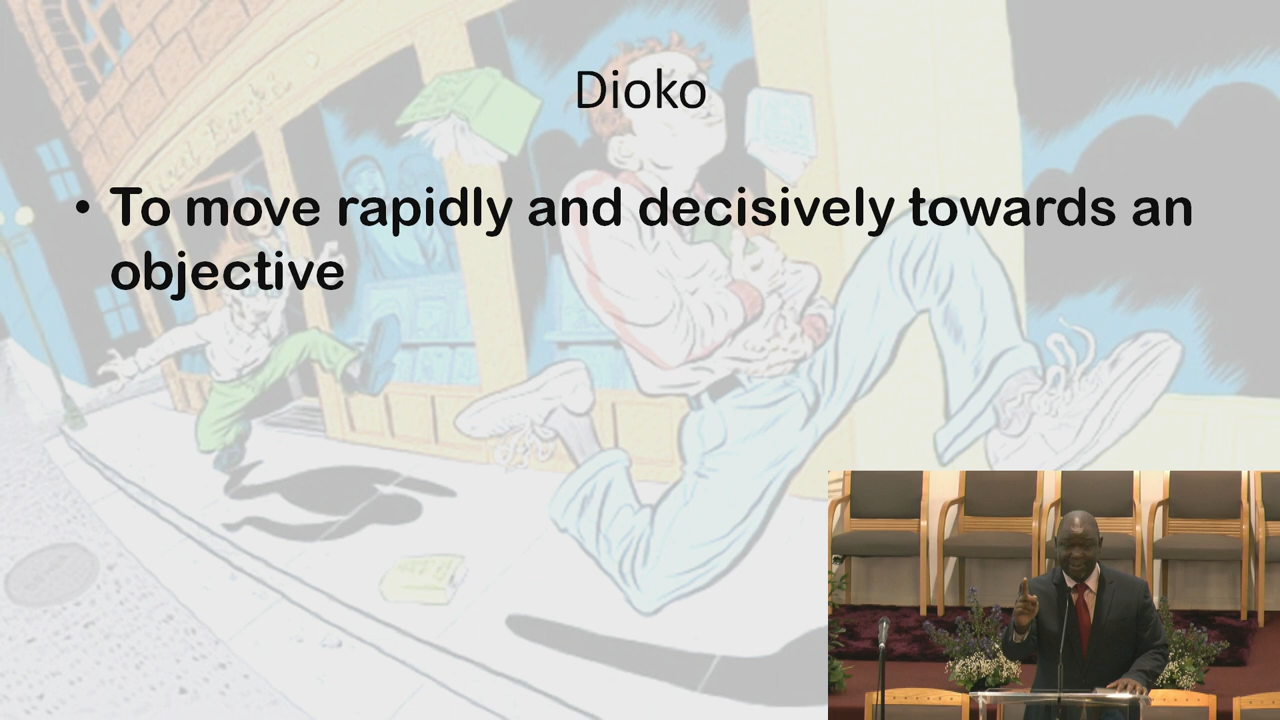 Dioko
• To move rapidly and decisively towards an
objective